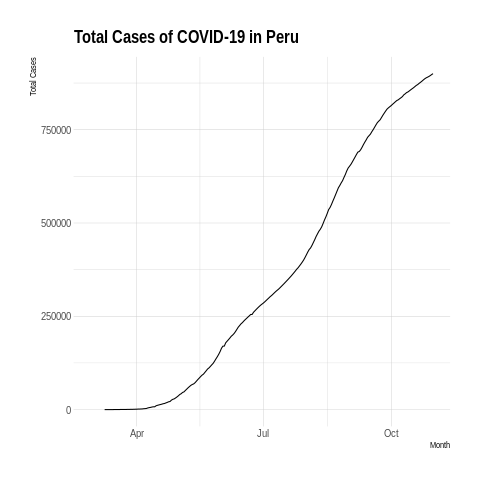 Total Cases of COVID-19 in Peru
Total Cases
750000
500000
250000
0
Apr Jul Oct
Month